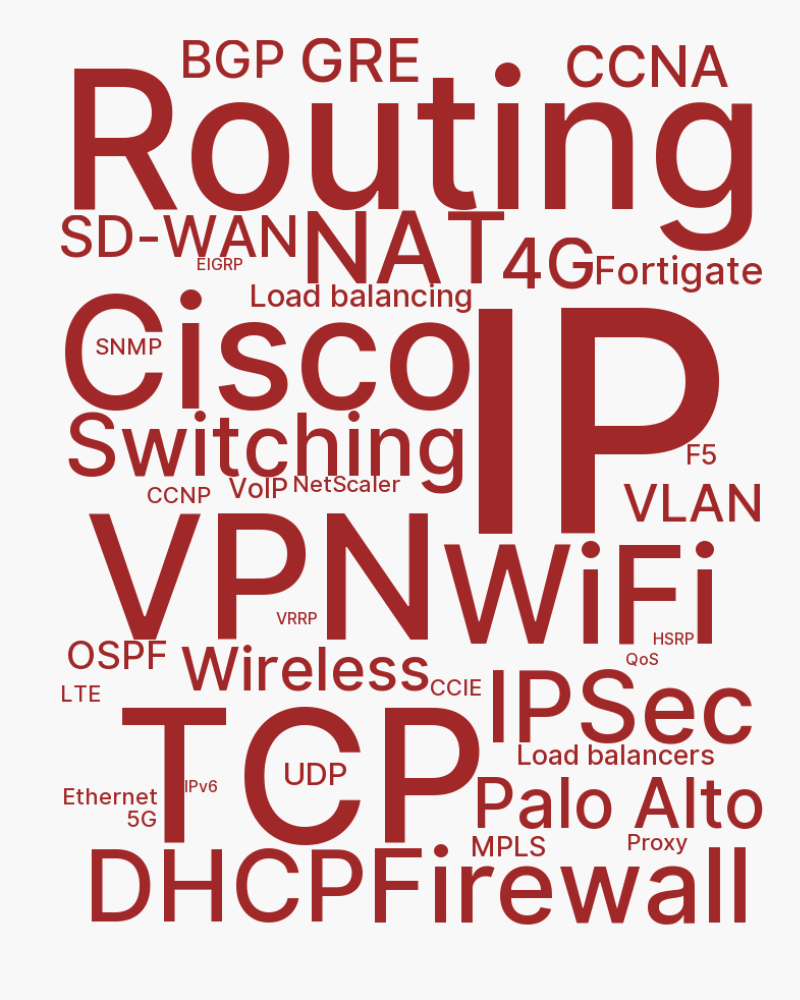 BGP GRE CCNA
Routing
SD-WAN NAT 4G Fortigate
EIGRP
Load balancing
Cisco IP
SNMP
Switching
F5
CCNP VoIP NetScaler VLAN
VPN WiFi
VRRP HSRP
OSPF Wireless QoS
LTE CCIE IPSec
TCP
UDP Load balancers
IPv6
Ethernet Palo Alto
5G
MPLS Proxy
DHCP Firewall